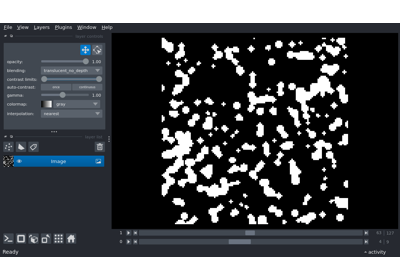 File View Layers Plugins Window Help
opacity: 1.00
blending: translucent_no_depth
contrast limits:
auto-contrast: once continuous
gamma: 1.00
colormap: gray
interpolation: nearest
Image
1
0
Ready activity